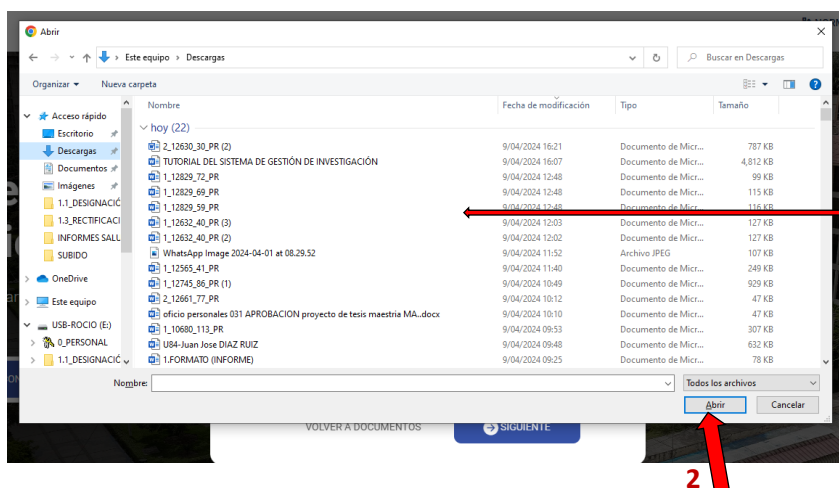 Abrir
Este equipo > Descargas
Buscar en Descargas
Organizar Nueva carpeta
Nombre Fecha de modificación Tipo Tamaño
Acceso rápido
Escritorio
Descargas
Documentos
Imágenes
1.1_DESIGNACIÓ
1.3_RECTIFICACI
INFORMES SALU
SUBIDO
OneDrive
Este equipo
USB-ROCIO (E:)
0_PERSONAL
1.1_DESIGNACIÓ
hoy (22)
2_12630_30_PR (2) 9/04/2024 16:21 Documento de Micr... 787 KB
TUTORIAL DEL SISTEMA DE GESTIÓN DE INVESTIGACIÓN 9/04/2024 16:07 Documento de Micr... 4,812 KB
1_12829_72_PR 9/04/2024 12:48 Documento de Micr... 99 KB
1_12829_69_PR 9/04/2024 12:48 Documento de Micr... 115 KB
1_12829_59_PR 9/04/2024 12:48 Documento de Micr... 116 KB
1_12632_40_PR (3) 9/04/2024 12:03 Documento de Micr... 127 KB
1_12632_40_PR (2) 9/04/2024 12:02 Documento de Micr... 127 KB
WhatsApp Image 2024-04-01 at 08.29.52 9/04/2024 11:52 Archivo JPEG 107 KB
1_12565_41_PR 9/04/2024 11:40 Documento de Micr... 249 KB
1_12745_86_PR (1) 9/04/2024 10:49 Documento de Micr... 929 KB
2_12661_77_PR 9/04/2024 10:12 Documento de Micr... 47 KB
oficio personales 031 APROBACION proyecto de tesis maestria MA..docx 9/04/2024 10:10 Documento de Micr... 47 KB
1_10680_113_PR 9/04/2024 09:53 Documento de Micr... 307 KB
U84-Juan Jose DIAZ RUIZ 9/04/2024 09:48 Documento de Micr... 632 KB
1.FORMATO (INFORME) 9/04/2024 09:25 Documento de Micr... 78 KB
Nombre: Todos los archivos
Abrir Cancelar
VOLVER A DOCUMENTOS SIGUIENTE
2